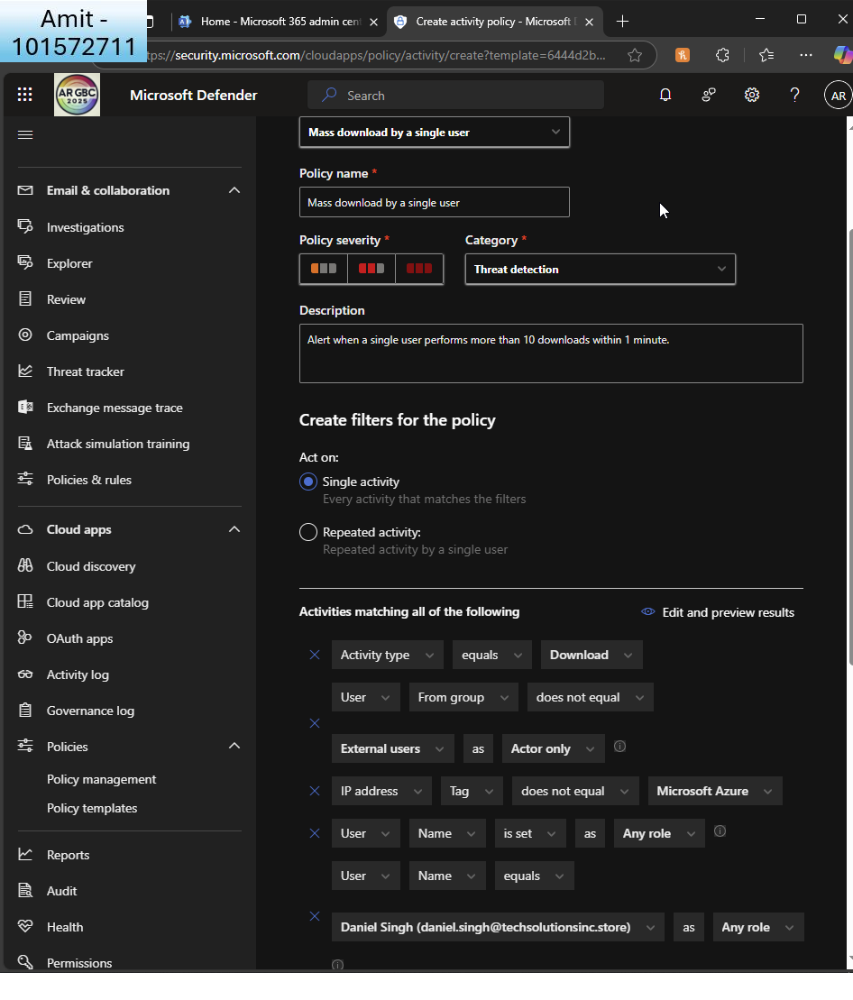 Amit -
101572711
Home - Microsoft 365 admin cen
Create activity policy - Microsoft
tps://security.microsoft.com/cloudapps/policy/activity/create?template=6444d2b...
AR GBC
2025
Microsoft Defender
Search
AR
Mass download by a single user
Policy name *
Mass download by a single user
Policy severity *
Category *
Threat detection
Description
Alert when a single user performs more than 10 downloads within 1 minute.
Create filters for the policy
Act on:
Single activity
Every activity that matches the filters
Repeated activity:
Repeated activity by a single user
Activities matching all of the following
Edit and preview results
Activity type equals Download
User From group does not equal
External users as Actor only
IP address Tag does not equal Microsoft Azure
User Name is set as Any role
User Name equals
Daniel Singh (daniel.singh@techsolutionsinc.store) as Any role
Email & collaboration
Investigations
Explorer
Review
Campaigns
Threat tracker
Exchange message trace
Attack simulation training
Policies & rules
Cloud apps
Cloud discovery
Cloud app catalog
OAuth apps
Activity log
Governance log
Policies
Policy management
Policy templates
Reports
Audit
Health
Permissions